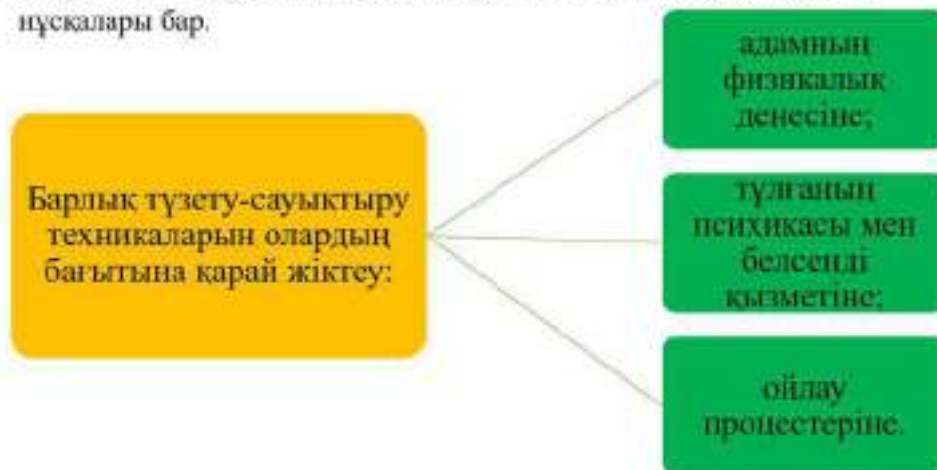 нұсқалары бар.
Барлық түзету-сауықтыру
техникаларын олардың
бағытына қарай жіктеу:
адамның
физикалық
денесіне;
тұлғаның
психикасы мен
белсенді
қызметіне;
ойлау
процестеріне.